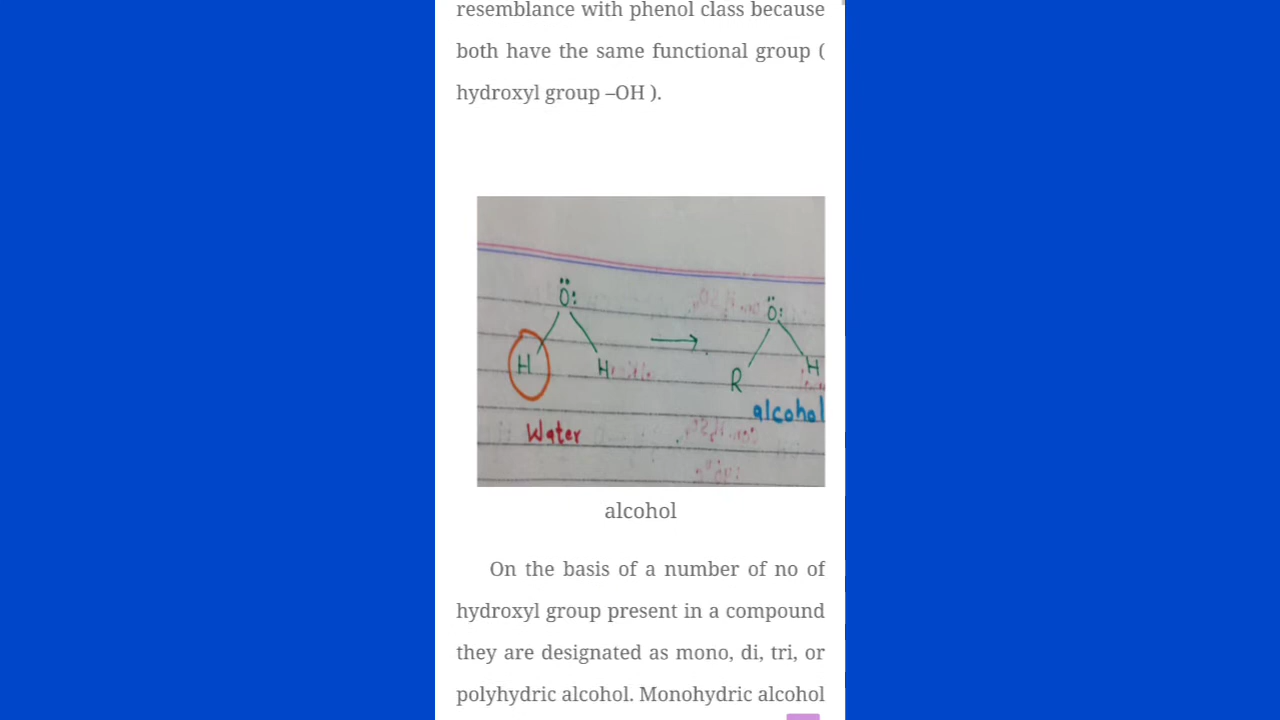 resemblance with phenol class because
both have the same functional group (
hydroxyl group –OH ).
Ö: Ö:
H H → R H
alcohol
Water
alcohol
On the basis of a number of no of
hydroxyl group present in a compound
they are designated as mono, di, tri, or
polyhydric alcohol. Monohydric alcohol